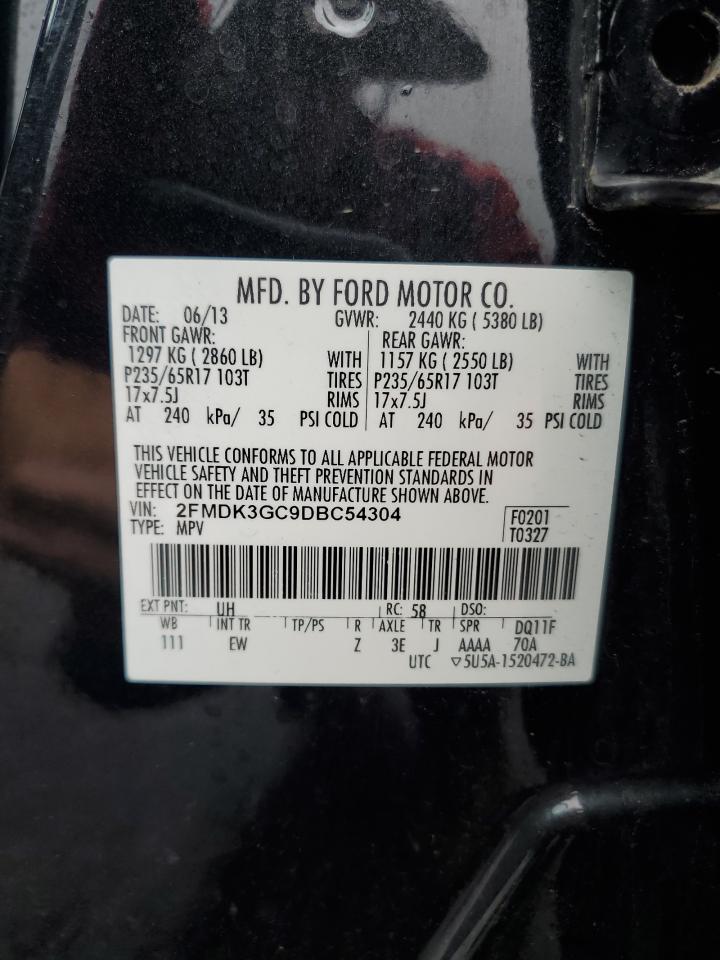 MFD. BY FORD MOTOR CO.
DATE: 06/13 GVWR: 2440 KG ( 5380 LB)
FRONT GAWR: REAR GAWR:
1297 KG ( 2860 LB) WITH 1157 KG ( 2550 LB) WITH
P235/65R17 103T TIRES P235/65R17 103T TIRES
17x7.5J RIMS 17x7.5J RIMS
AT 240 kPa/ 35 PSI COLD AT 240 kPa/ 35 PSI COLD
THIS VEHICLE CONFORMS TO ALL APPLICABLE FEDERAL MOTOR
VEHICLE SAFETY AND THEFT PREVENTION STANDARDS IN
EFFECT ON THE DATE OF MANUFACTURE SHOWN ABOVE.
VIN: 2FMDK3GC9DBC54304 F0201
TYPE: MPV T0327
EXT PNT: UH RC: 58 DSO:
WB INT TR TP/PS R AXLE TR SPR DQ11F
111 EW Z 3E J AAAA 70A
UTC ▽5U5A-1520472-BA